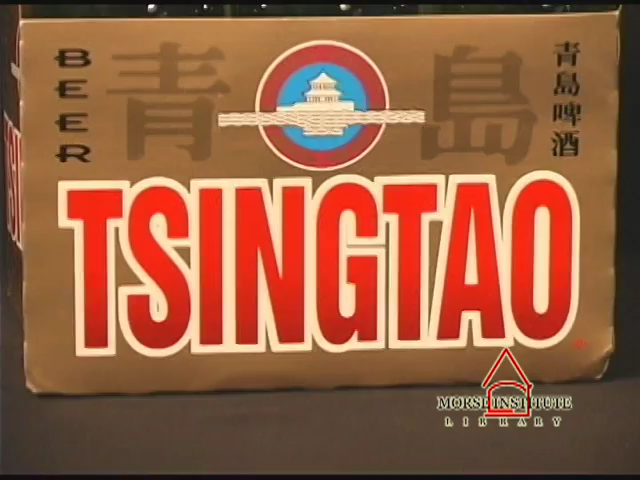 BEER
青島
青島啤酒
TSINGTAO
MORSE INSTITUTE
LIBRARY